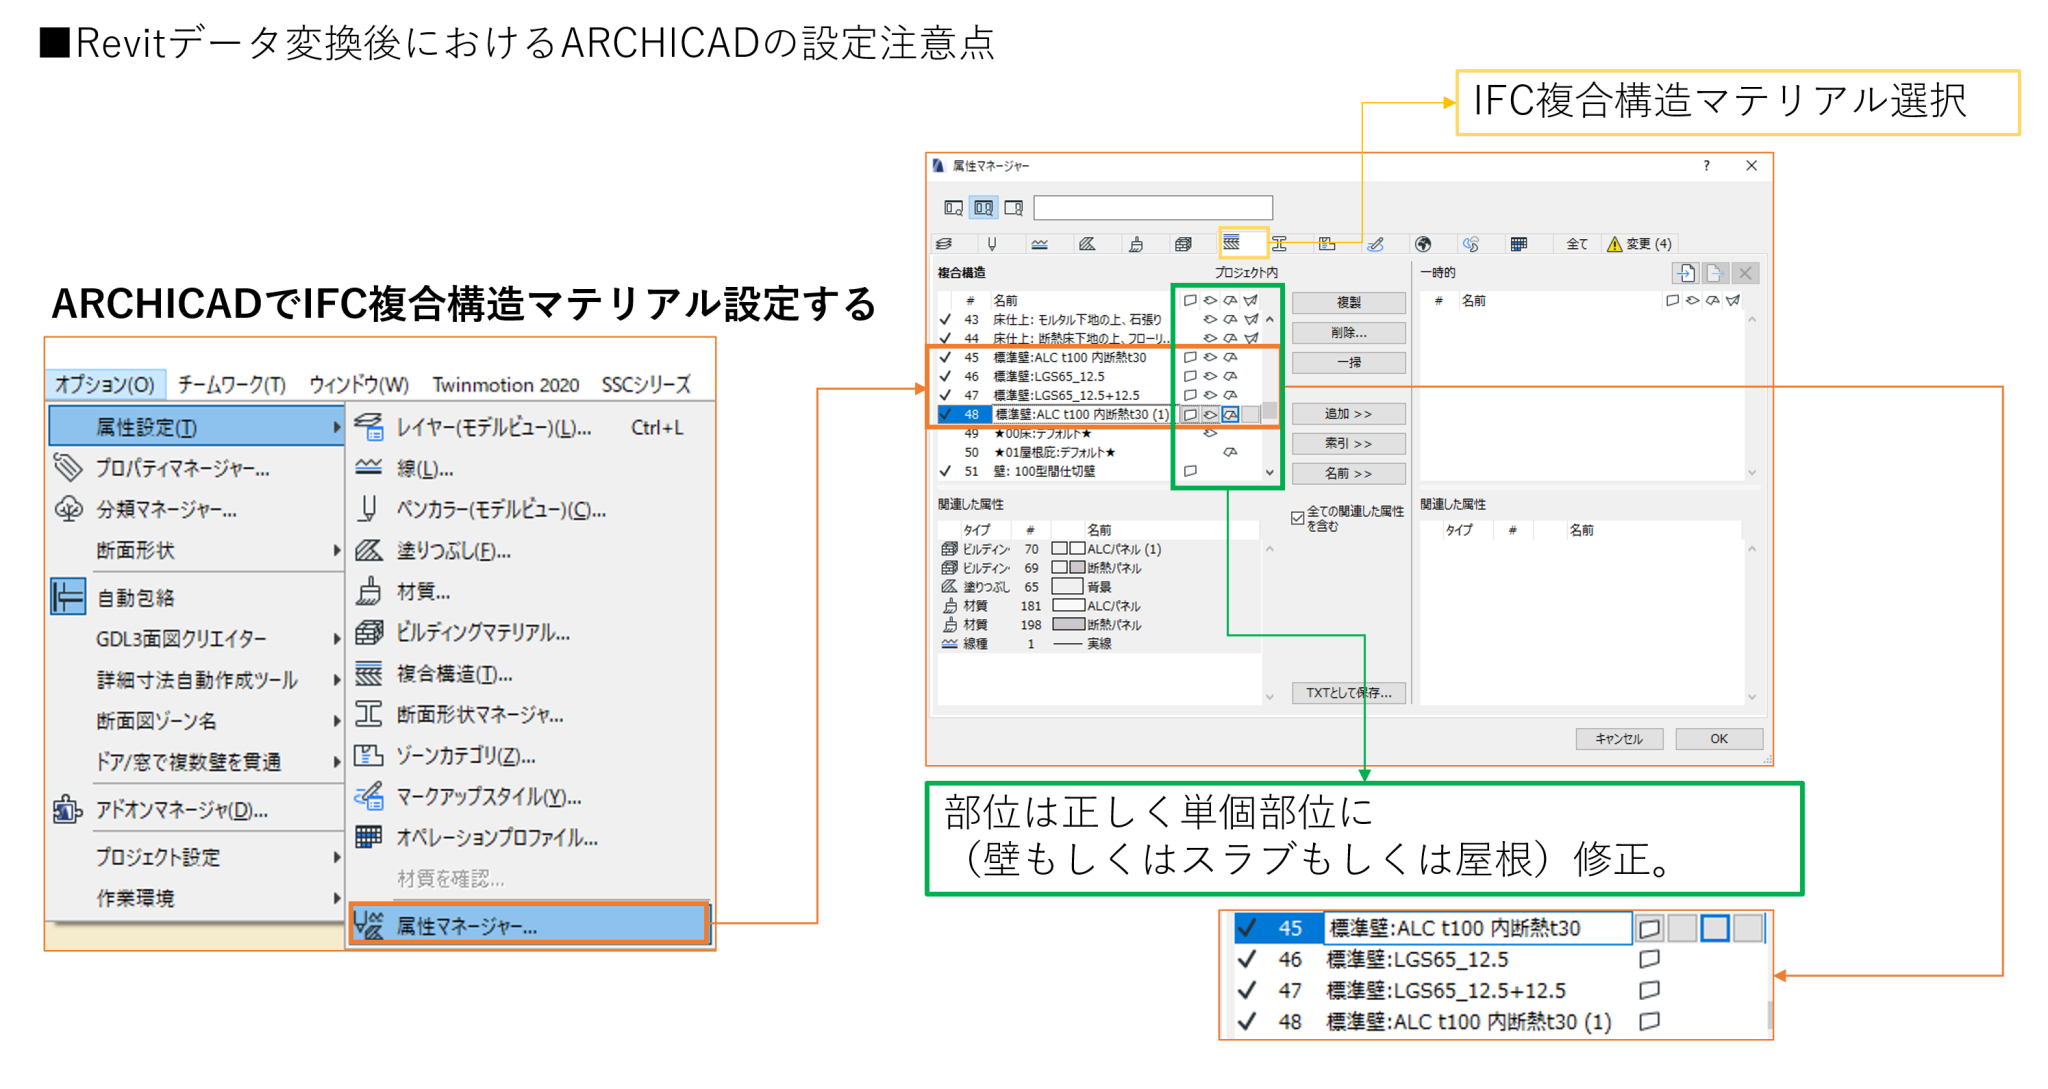 ■Revitデータ変換後におけるARCHICADの設定注意点
IFC複合構造マテリアル選択
ARCHICADでIFC複合構造マテリアル設定する
オプション(O) チームワーク(T) ウィンドウ(W) Twinmotion 2020 SSCシリーズ
属性設定(T)
プロパティマネージャー...
分類マネージャー...
断面形状
自動包絡
GDL3面図クリエイター
詳細寸法自動作成ツール
断面図ゾーン名
ドア/窓で複数壁を貫通
アドオンマネージャ(D)...
プロジェクト設定
作業環境
レイヤー(モデルビュー)(L)... Ctrl+L
線(L)...
ペンカラー(モデルビュー)(C)...
塗りつぶし(F)...
材質...
ビルディングマテリアル...
複合構造(T)...
断面形状マネージャ...
ゾーンカテゴリ(Z)...
マークアップスタイル(Y)...
オペレーションプロファイル...
材質を確認...
属性マネージャー...
属性マネージャー ?
全て 変更 (4)
複合構造 プロジェクト内
# 名前
43 床仕上: モルタル下地の上、石張り
44 床仕上: 断熱床下地の上、フローリ...
45 標準壁:ALC t100 内断熱t30
46 標準壁:LGS65_12.5
47 標準壁:LGS65_12.5+12.5
48 標準壁:ALC t100 内断熱t30 (1)
49 ★00床:デフォルト★
50 ★01屋根庇:デフォルト★
51 壁: 100型間仕切壁
関連した属性
タイプ # 名前
ビルディン 70 ALCパネル (1)
ビルディン 69 断熱パネル
塗りつぶし 65 背景
材質 181 ALCパネル
材質 198 断熱パネル
線種 1 実線
複製
削除...
一掃
追加 >>
索引 >>
名前 >>
全ての関連した属性
を含む
TXTとして保存...
一時的
# 名前
関連した属性
タイプ # 名前
キャンセル OK
部位は正しく単個部位に
（壁もしくはスラブもしくは屋根）修正。
45 標準壁:ALC t100 内断熱t30
46 標準壁:LGS65_12.5
47 標準壁:LGS65_12.5+12.5
48 標準壁:ALC t100 内断熱t30 (1)